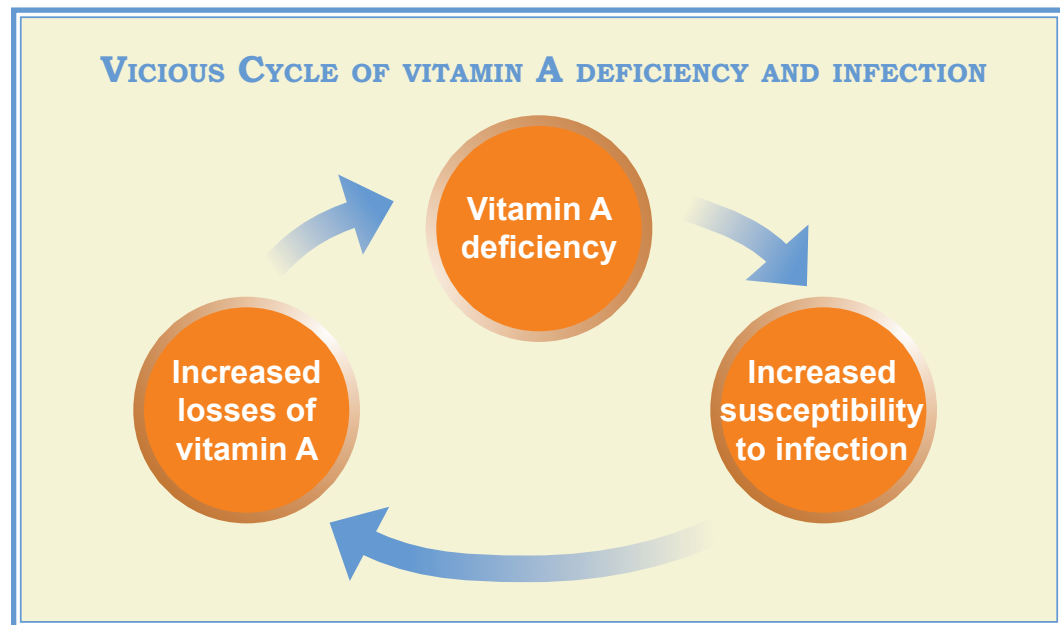 VICIOUS CYCLE OF VITAMIN A DEFICIENCY AND INFECTION
Vitamin A
deficiency
Increased
susceptibility
to infection
Increased
losses of
vitamin A